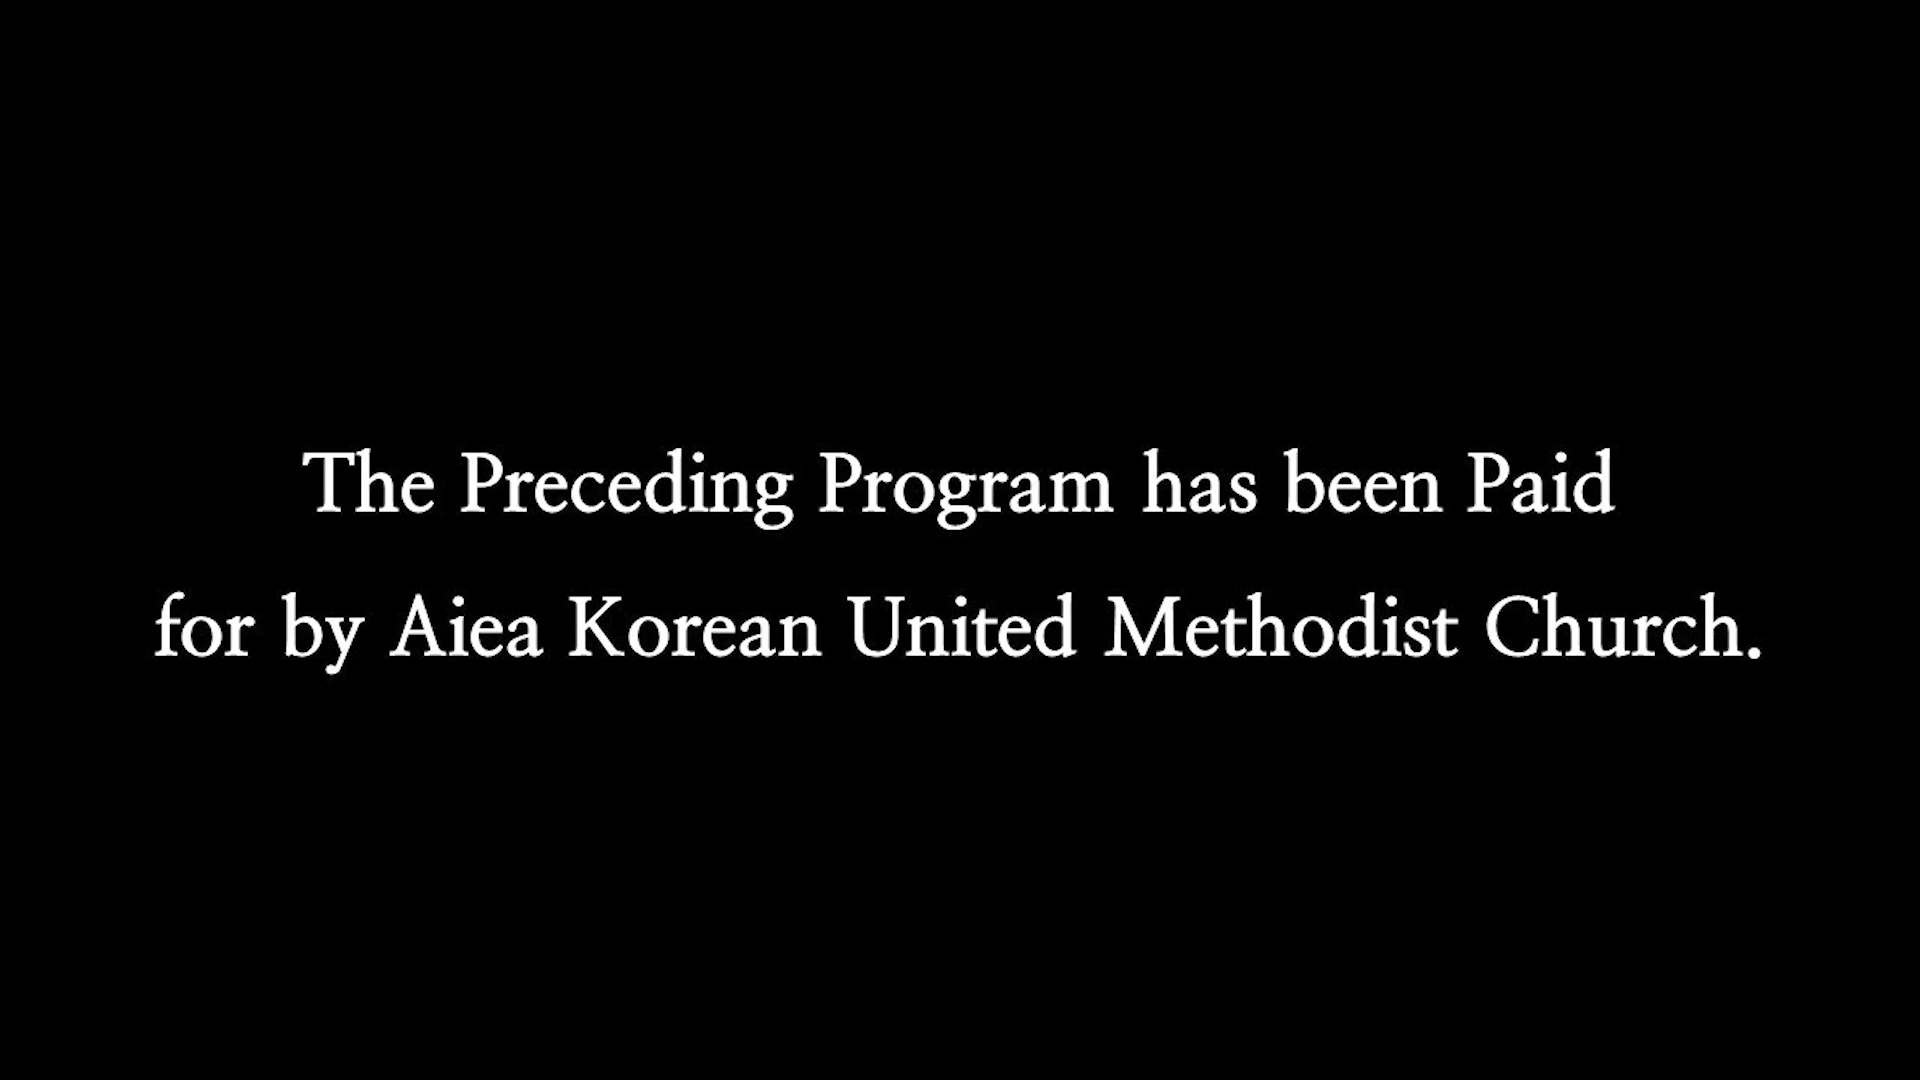 The Preceding Program has been Paid
for by Aiea Korean United Methodist Church.